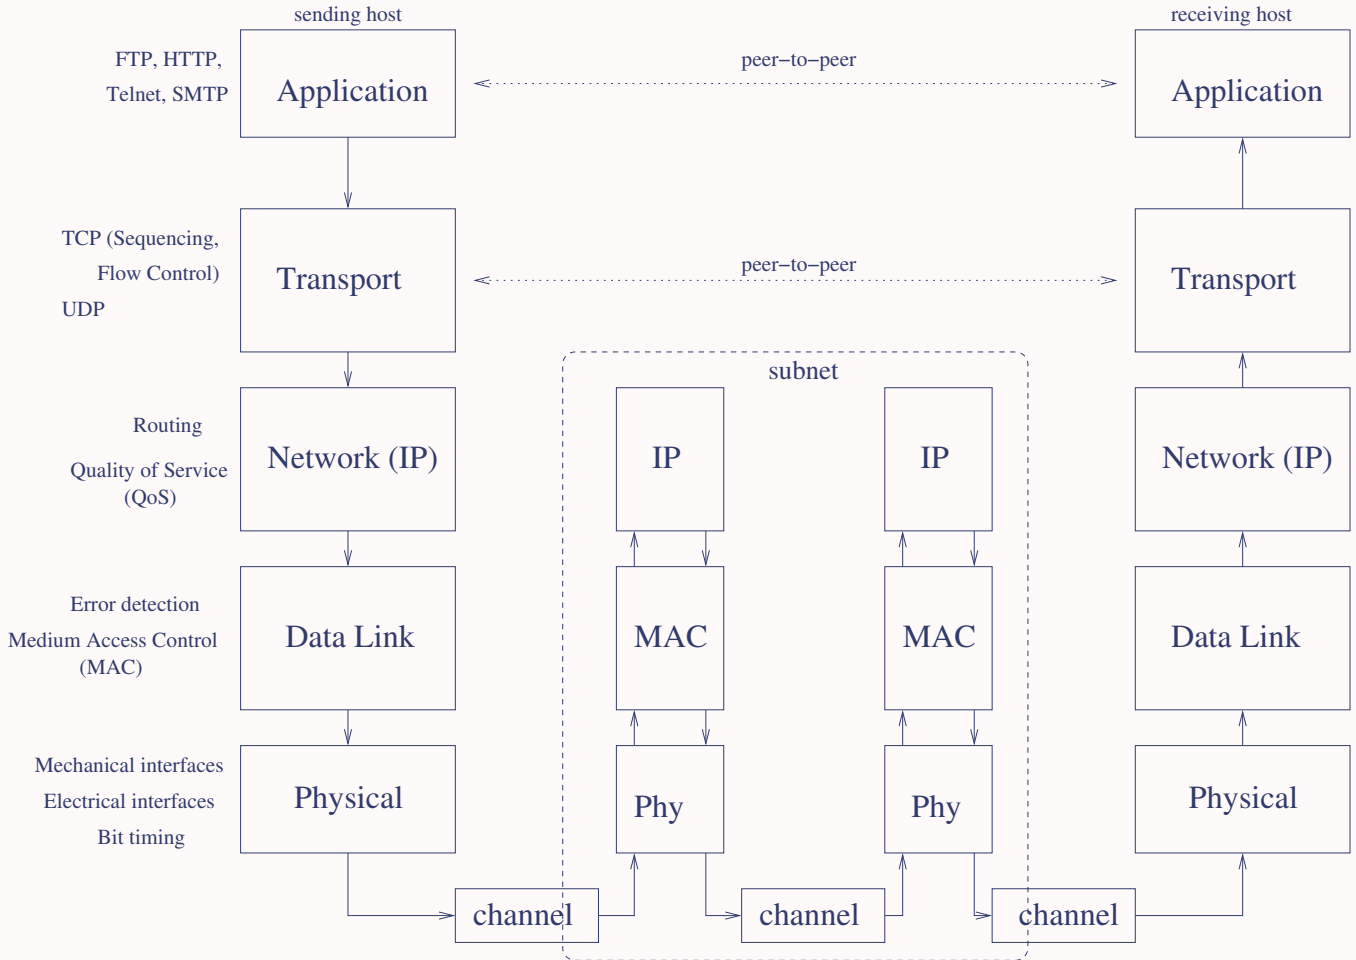 sending host
receiving host
FTP, HTTP,
Telnet, SMTP
Application
peer−to−peer
Application
TCP (Sequencing,
Flow Control)
UDP
Transport
peer−to−peer
Transport
subnet
Routing
Quality of Service
(QoS)
Network (IP)
IP
IP
Network (IP)
Error detection
Medium Access Control
(MAC)
Data Link
MAC
MAC
Data Link
Mechanical interfaces
Electrical interfaces
Bit timing
Physical
Phy
Phy
Physical
channel
channel
channel